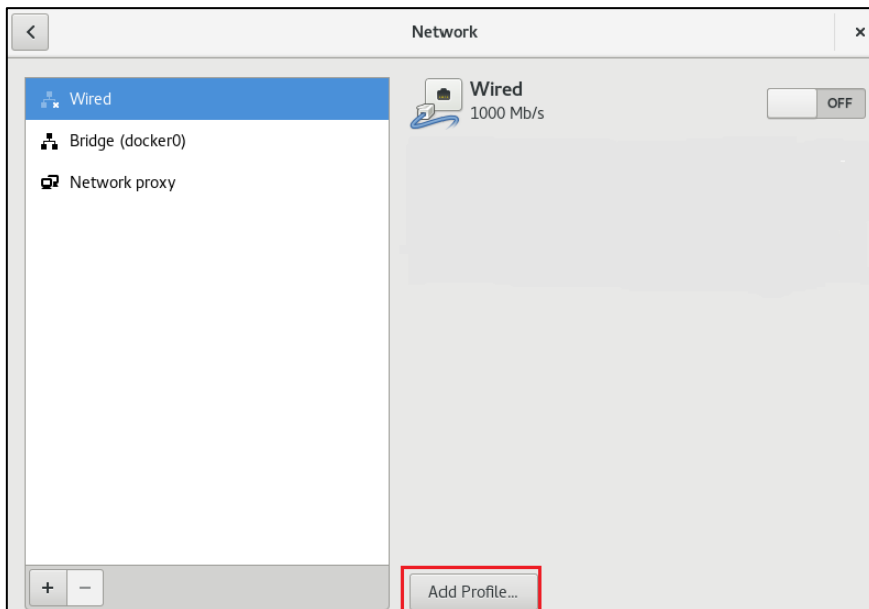 Network
Wired
Bridge (docker0)
Network proxy
Wired
1000 Mb/s
OFF
Add Profile...